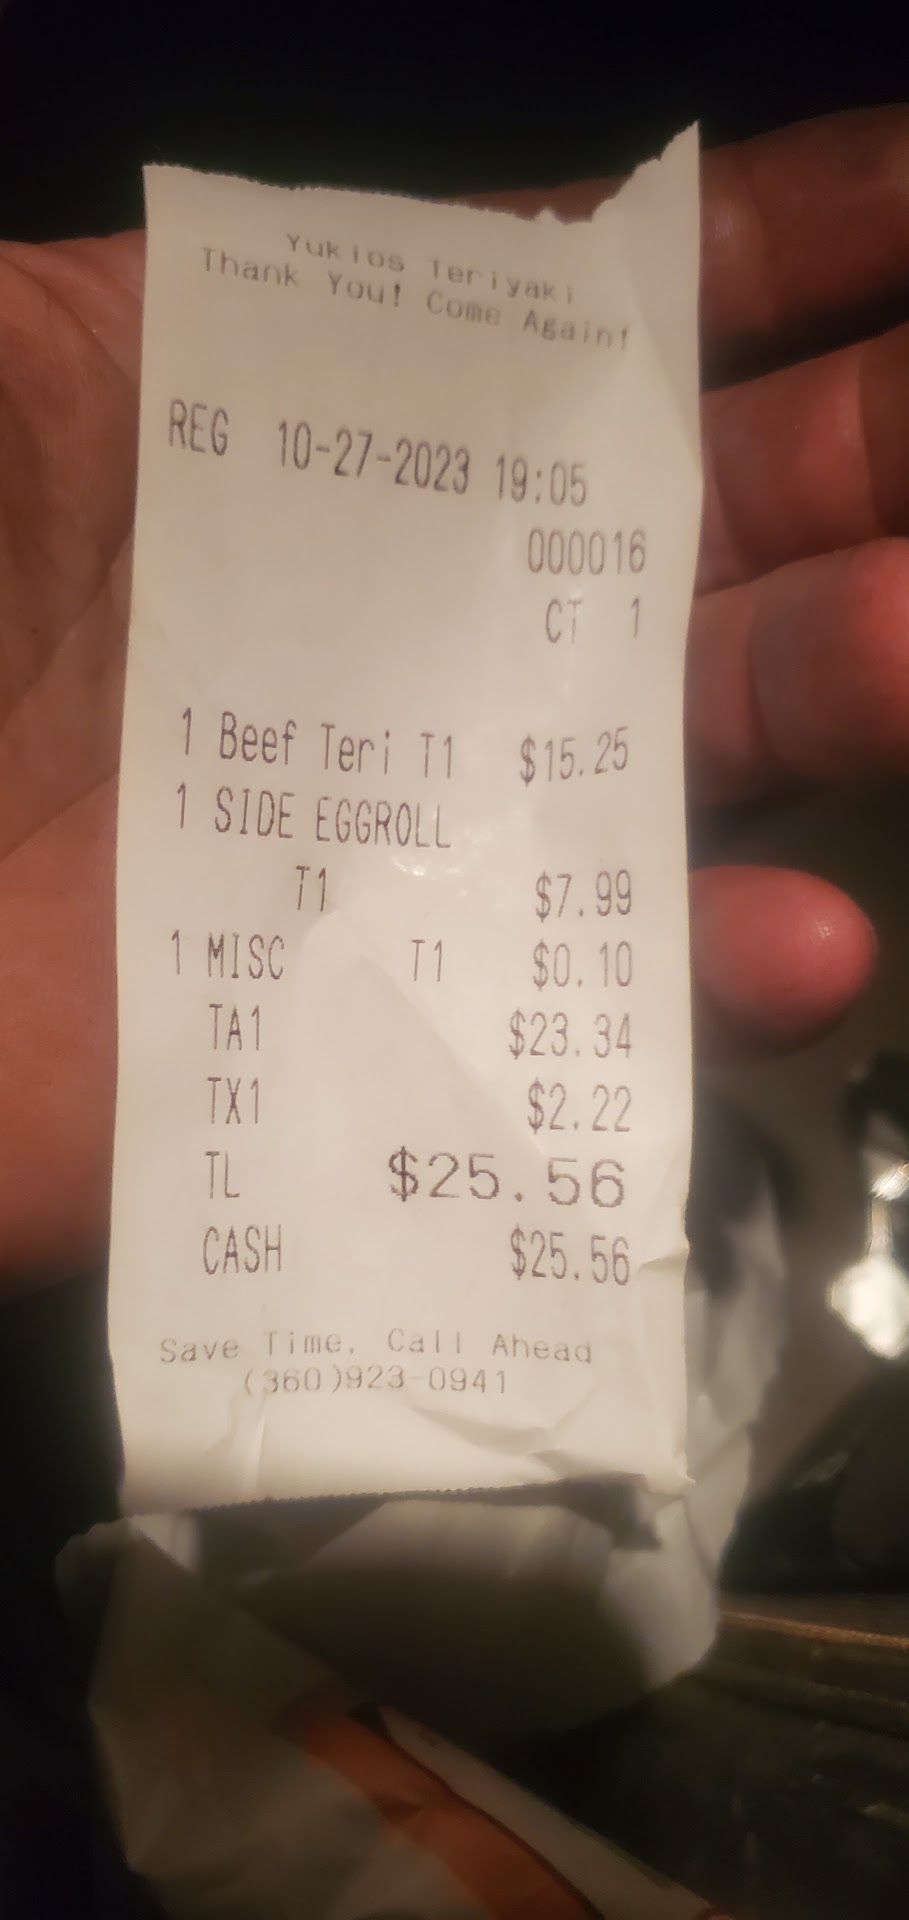 Yukios Teriyaki
Thank You! Come Again!
REG 10-27-2023 19:05
000016
CT 1
1 Beef Teri T1 $15.25
1 SIDE EGGROLL
T1 $7.99
1 MISC T1 $0.10
TA1 $23.34
TX1 $2.22
TL $25.56
CASH $25.56
Save Time, Call Ahead
(360)923-0941